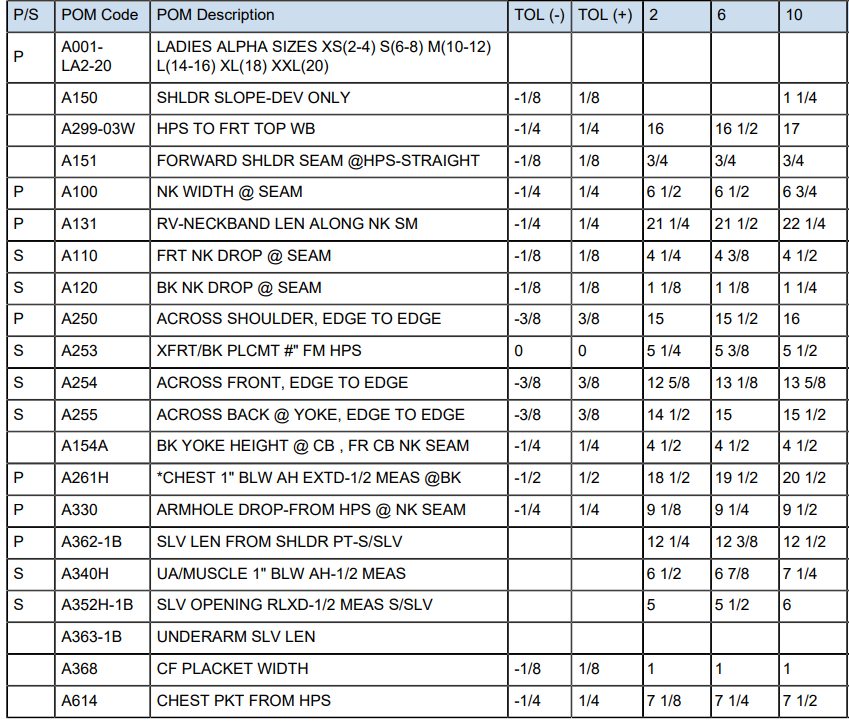 P/S POM Code POM Description TOL (-) TOL (+) 2 6 10
P A001-LA2-20 LADIES ALPHA SIZES XS(2-4) S(6-8) M(10-12) L(14-16) XL(18) XXL(20)
A150 SHLDR SLOPE-DEV ONLY -1/8 1/8 1 1/4
A299-03W HPS TO FRT TOP WB -1/4 1/4 16 16 1/2 17
A151 FORWARD SHLDR SEAM @HPS-STRAIGHT -1/8 1/8 3/4 3/4 3/4
P A100 NK WIDTH @ SEAM -1/4 1/4 6 1/2 6 1/2 6 3/4
P A131 RV-NECKBAND LEN ALONG NK SM -1/4 1/4 21 1/4 21 1/2 22 1/4
S A110 FRT NK DROP @ SEAM -1/8 1/8 4 1/4 4 3/8 4 1/2
S A120 BK NK DROP @ SEAM -1/8 1/8 1 1/8 1 1/8 1 1/4
P A250 ACROSS SHOULDER, EDGE TO EDGE -3/8 3/8 15 15 1/2 16
S A253 XFRT/BK PLCMT #" FM HPS 0 0 5 1/4 5 3/8 5 1/2
S A254 ACROSS FRONT, EDGE TO EDGE -3/8 3/8 12 5/8 13 1/8 13 5/8
S A255 ACROSS BACK @ YOKE, EDGE TO EDGE -3/8 3/8 14 1/2 15 15 1/2
A154A BK YOKE HEIGHT @ CB , FR CB NK SEAM -1/4 1/4 4 1/2 4 1/2 4 1/2
P A261H *CHEST 1" BLW AH EXTD-1/2 MEAS @BK -1/2 1/2 18 1/2 19 1/2 20 1/2
P A330 ARMHOLE DROP-FROM HPS @ NK SEAM -1/4 1/4 9 1/8 9 1/4 9 1/2
P A362-1B SLV LEN FROM SHLDR PT-S/SLV 12 1/4 12 3/8 12 1/2
S A340H UA/MUSCLE 1" BLW AH-1/2 MEAS 6 1/2 6 7/8 7 1/4
S A352H-1B SLV OPENING RLXD-1/2 MEAS S/SLV 5 5 1/2 6
A363-1B UNDERARM SLV LEN
A368 CF PLACKET WIDTH -1/8 1/8 1 1 1
A614 CHEST PKT FROM HPS -1/4 1/4 7 1/8 7 1/4 7 1/2